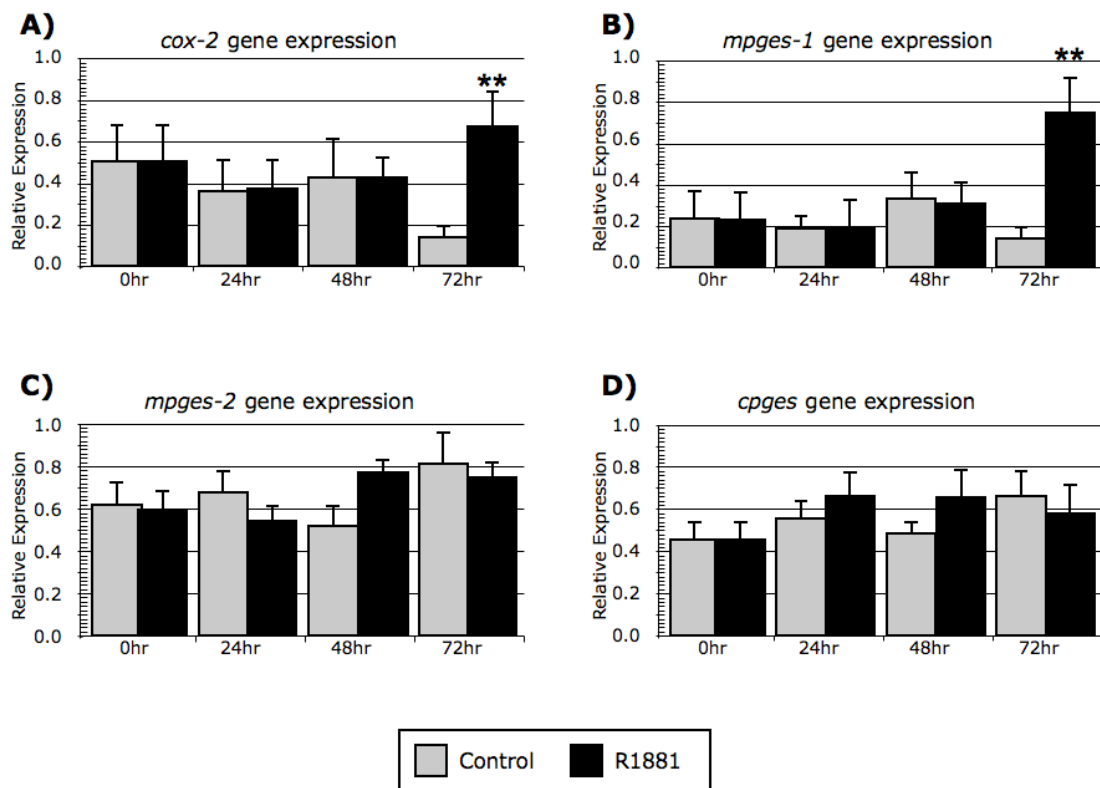 A)
cox-2 gene expression
Relative Expression
1.0
0.8
0.6
0.4
0.2
0.0
**
0hr 24hr 48hr 72hr
B)
mpges-1 gene expression
Relative Expression
1.0
0.8
0.6
0.4
0.2
0.0
**
0hr 24hr 48hr 72hr
C)
mpges-2 gene expression
Relative Expression
1.0
0.8
0.6
0.4
0.2
0.0
0hr 24hr 48hr 72hr
D)
cpges gene expression
Relative Expression
1.0
0.8
0.6
0.4
0.2
0.0
0hr 24hr 48hr 72hr
Control R1881